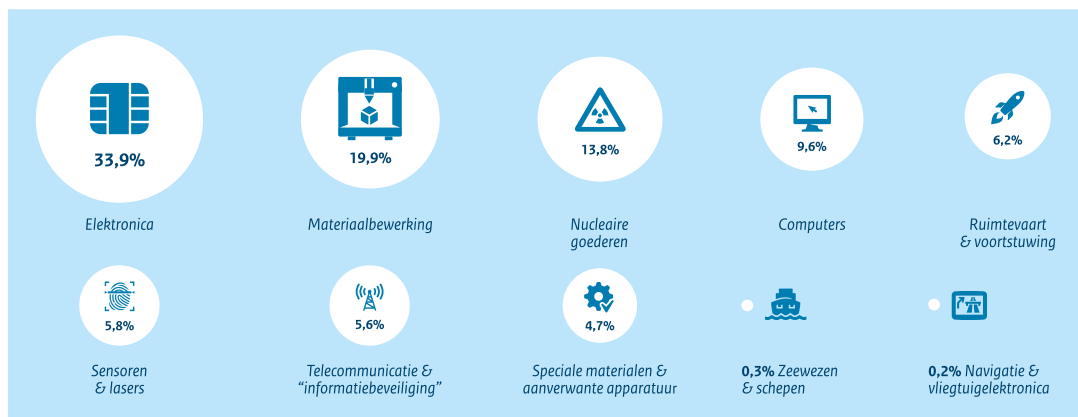 33,9%
Elektronica
19,9%
Materiaalbewerking
13,8%
Nucleaire
goederen
9,6%
Computers
6,2%
Ruimtevaart
& voortstuwing
5,8%
Sensoren
& lasers
5,6%
Telecommunicatie &
“informatiebeveiliging”
4,7%
Speciale materialen &
aanverwante apparatuur
0,3% Zeewezen
& schepen
0,2% Navigatie &
vliegtuigelektronica